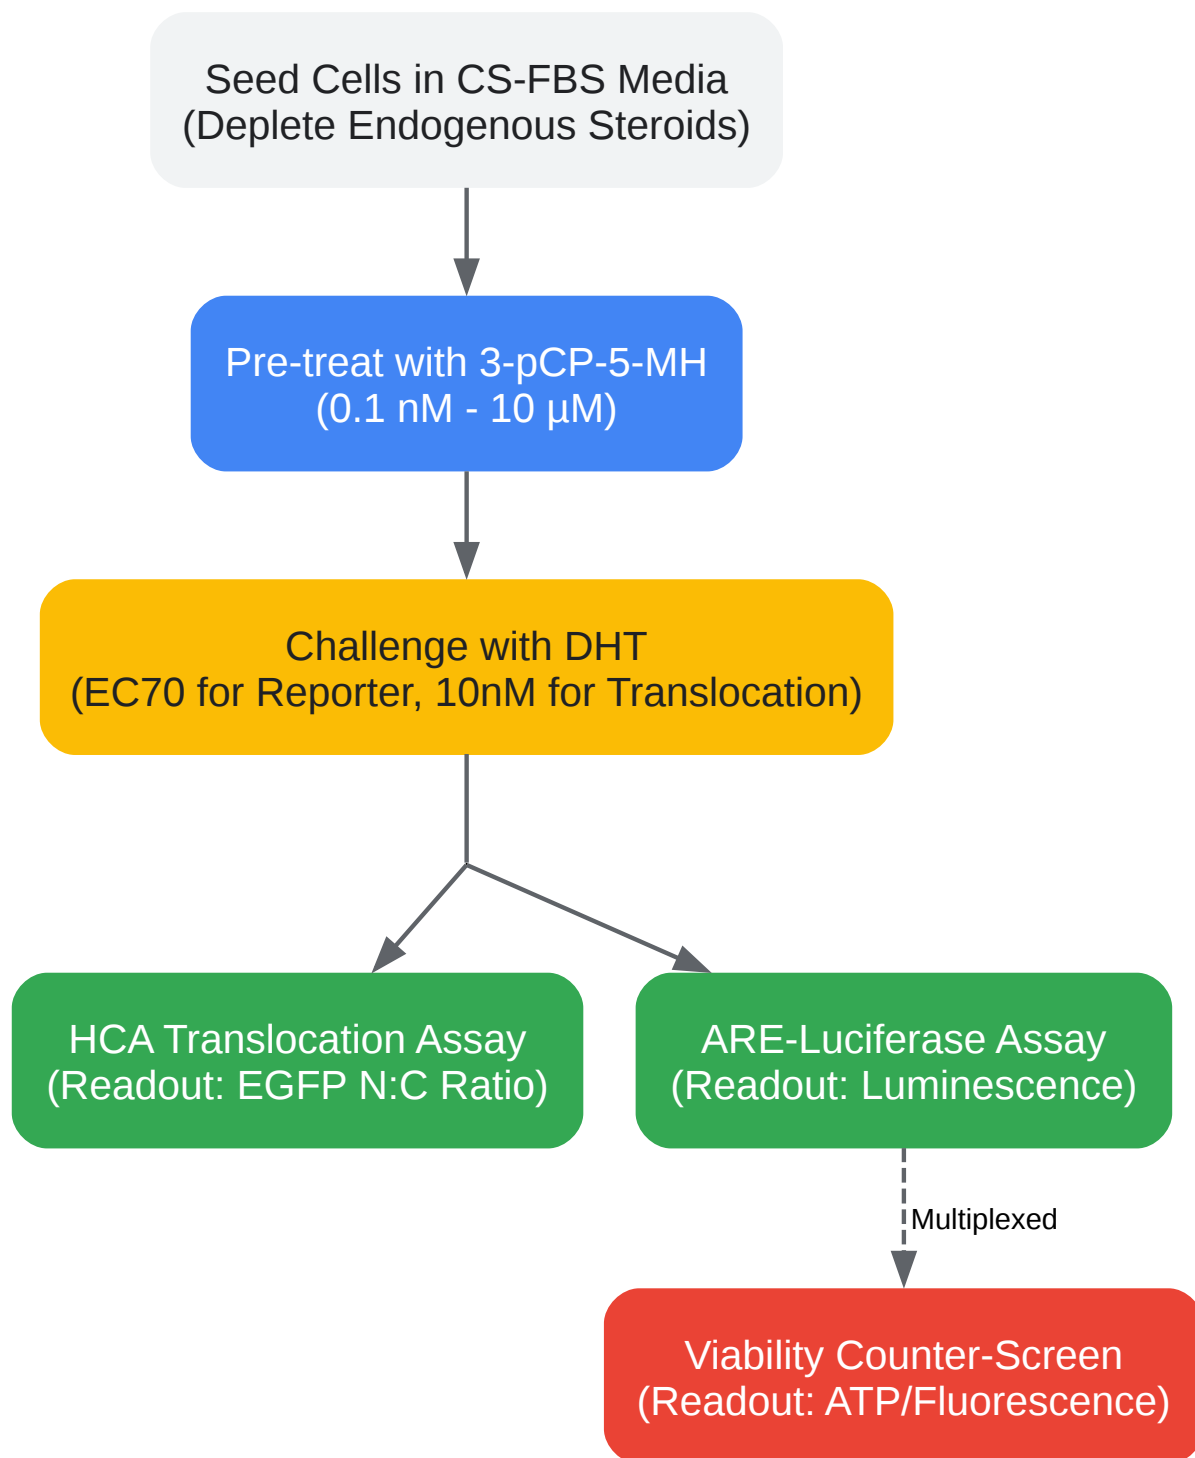 Seed Cells in CS-FBS Media
(Deplete Endogenous Steroids)
Pre-treat with 3-pCP-5-MH
(0.1 nM - 10 µM)
Challenge with DHT
(EC70 for Reporter, 10nM for Translocation)
HCA Translocation Assay
(Readout: EGFP N:C Ratio)
ARE-Luciferase Assay
(Readout: Luminescence)
Multiplexed
Viability Counter-Screen
(Readout: ATP/Fluorescence)